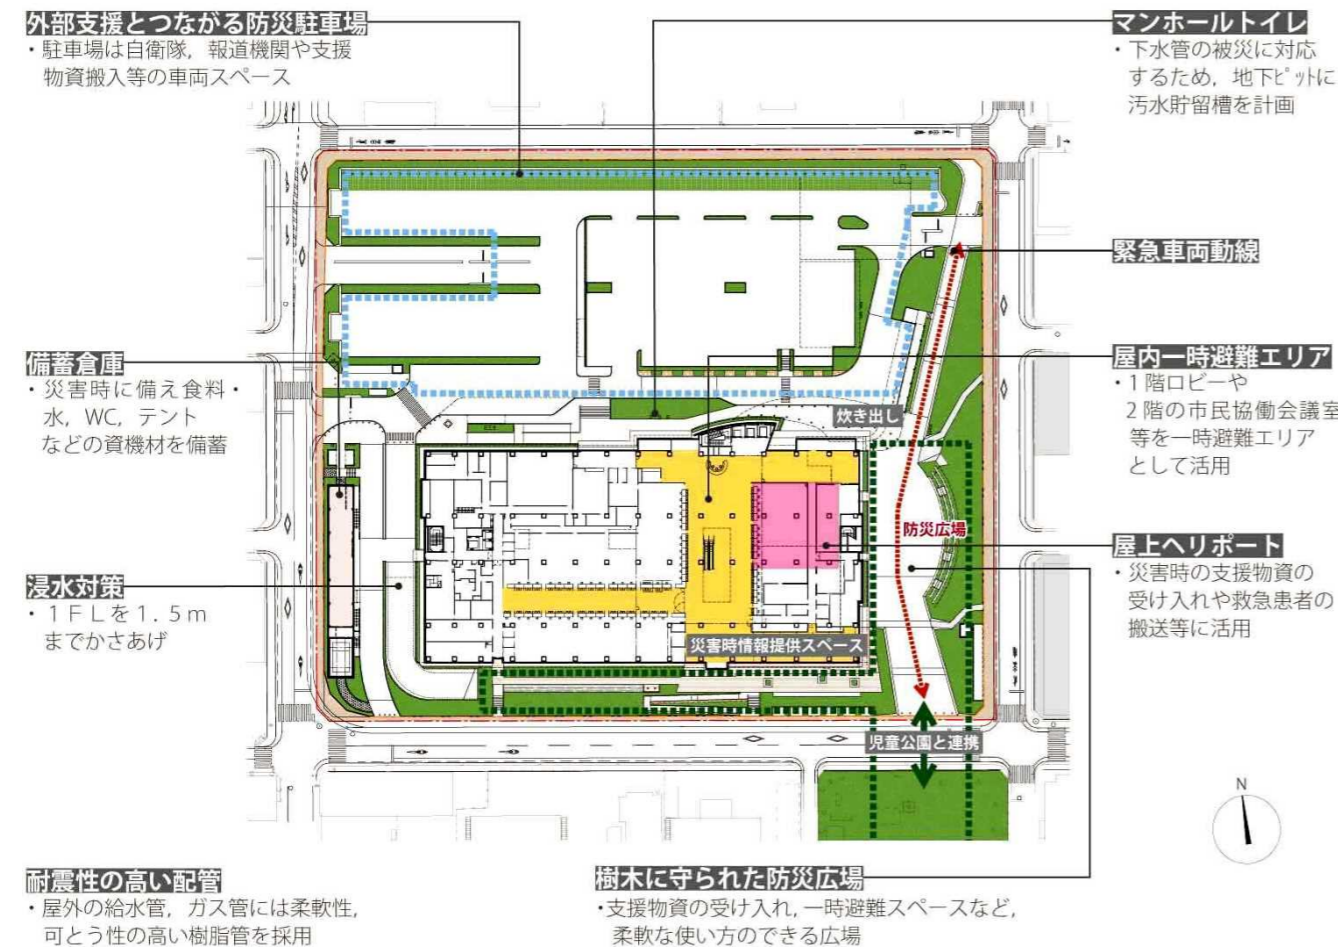 外部支援とつながる防災駐車場
・駐車場は自衛隊，報道機関や支援
物資搬入等の車両スペース
マンホールトイレ
・下水管の被災に対応
するため，地下ﾋﾟｯﾄに
汚水貯留槽を計画
緊急車両動線
備蓄倉庫
・災害時に備え食料・
水，WC，テント
などの資機材を備蓄
屋内一時避難エリア
・1階ロビーや
2階の市民協働会議室
等を一時避難エリア
として活用
炊き出し
防災広場
屋上ヘリポート
・災害時の支援物資の
受け入れや救急患者の
搬送等に活用
浸水対策
・1ＦＬを1.5ｍ
までかさあげ
災害時情報提供スペース
児童公園と連携
N
耐震性の高い配管
・屋外の給水管，ガス管には柔軟性，
可とう性の高い樹脂管を採用
樹木に守られた防災広場
・支援物資の受け入れ，一時避難スペースなど，
柔軟な使い方のできる広場